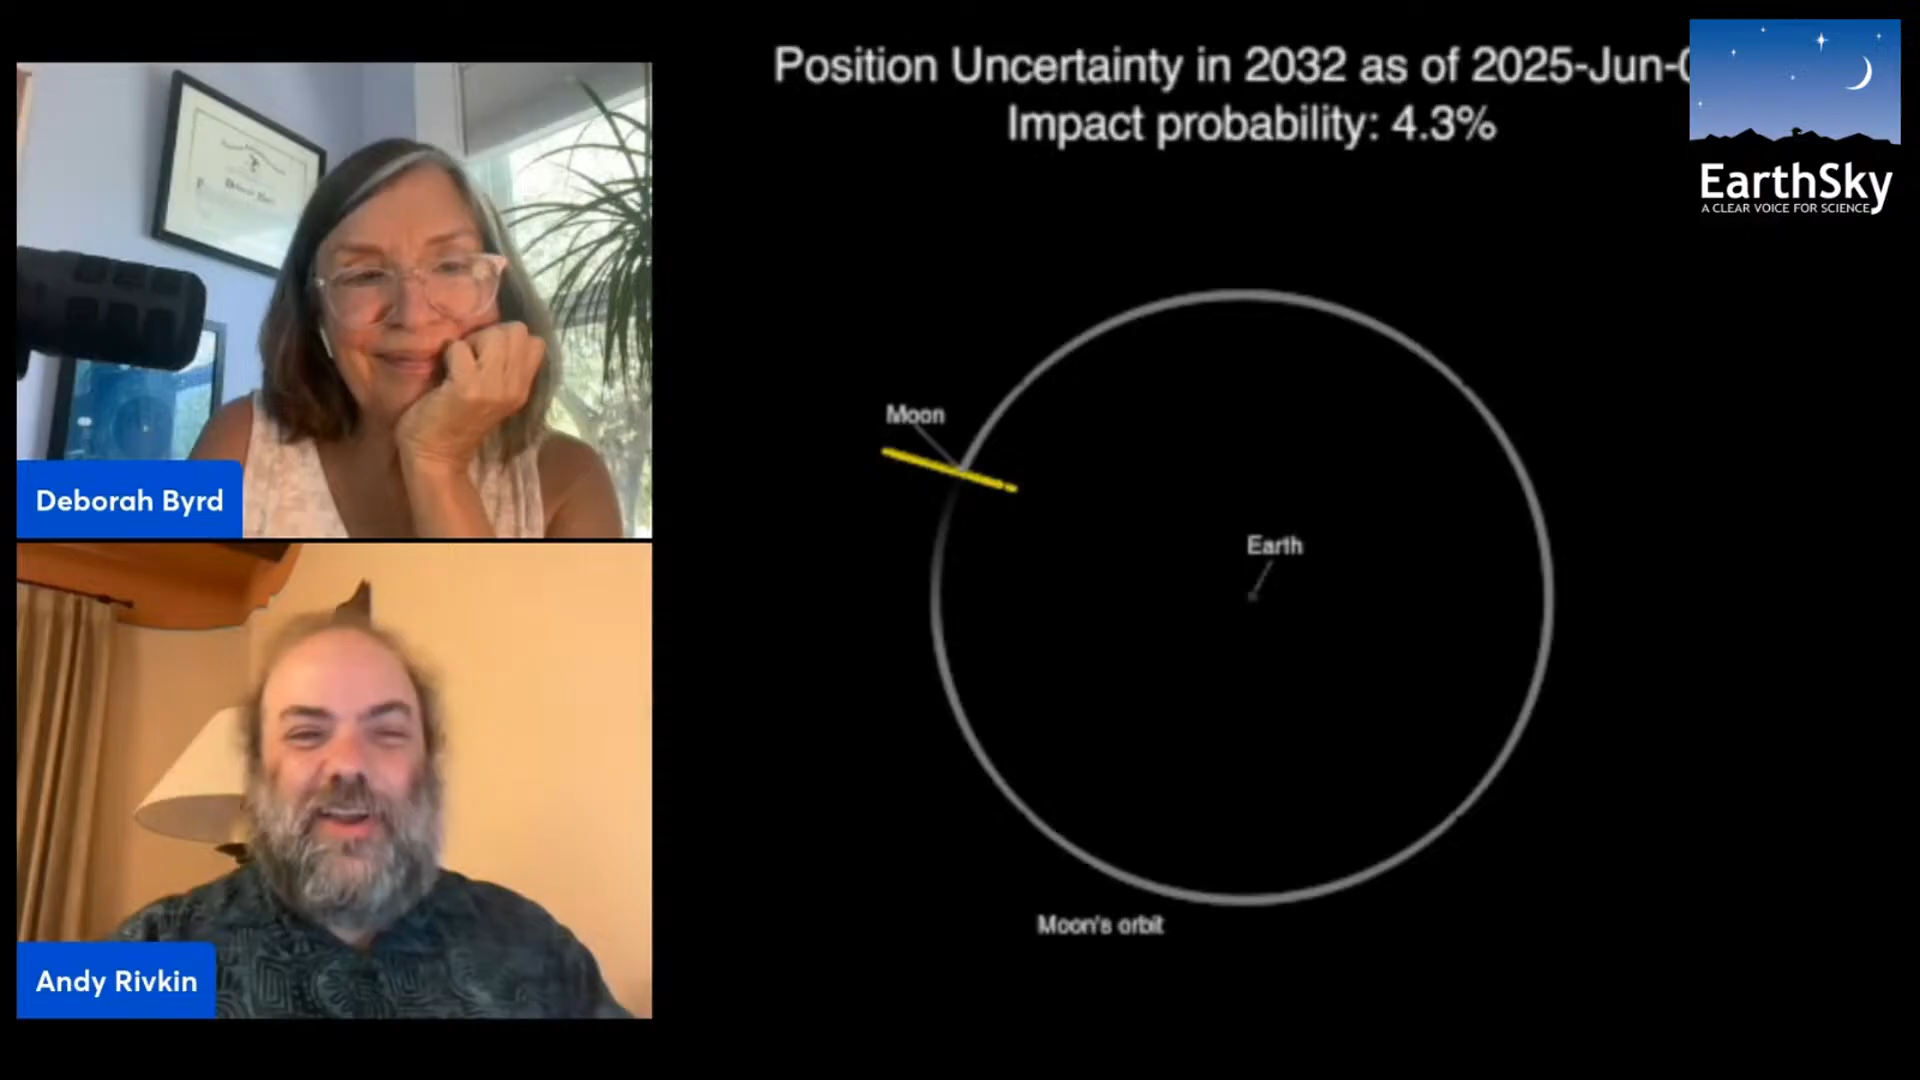 Position Uncertainty in 2032 as of 2025-Jun-
Impact probability: 4.3%
EarthSky
A CLEAR VOICE FOR SCIENCE
Moon
Earth
Moon's orbit
Deborah Byrd
Andy Rivkin